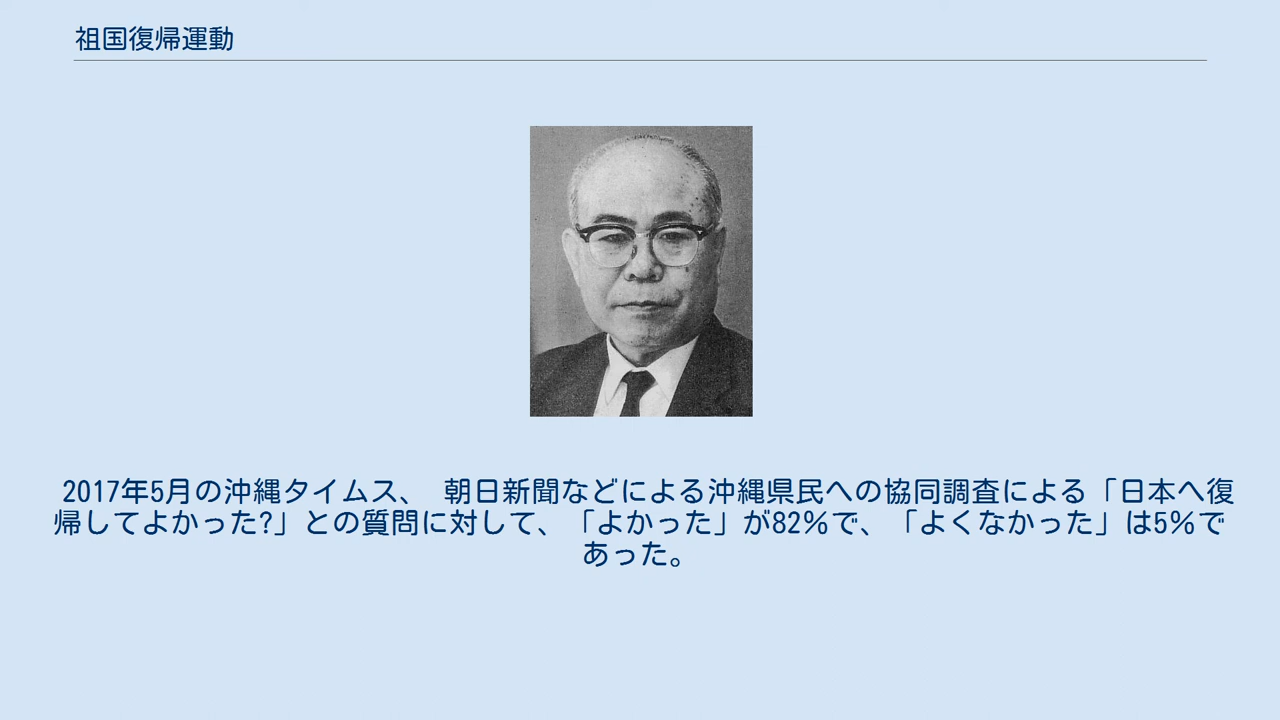 祖国復帰運動
2017年5月の沖縄タイムス、 朝日新聞などによる沖縄県民への協同調査による「日本へ復
帰してよかった?」との質問に対して、「よかった」が82％で、「よくなかった」は5％で
あった。